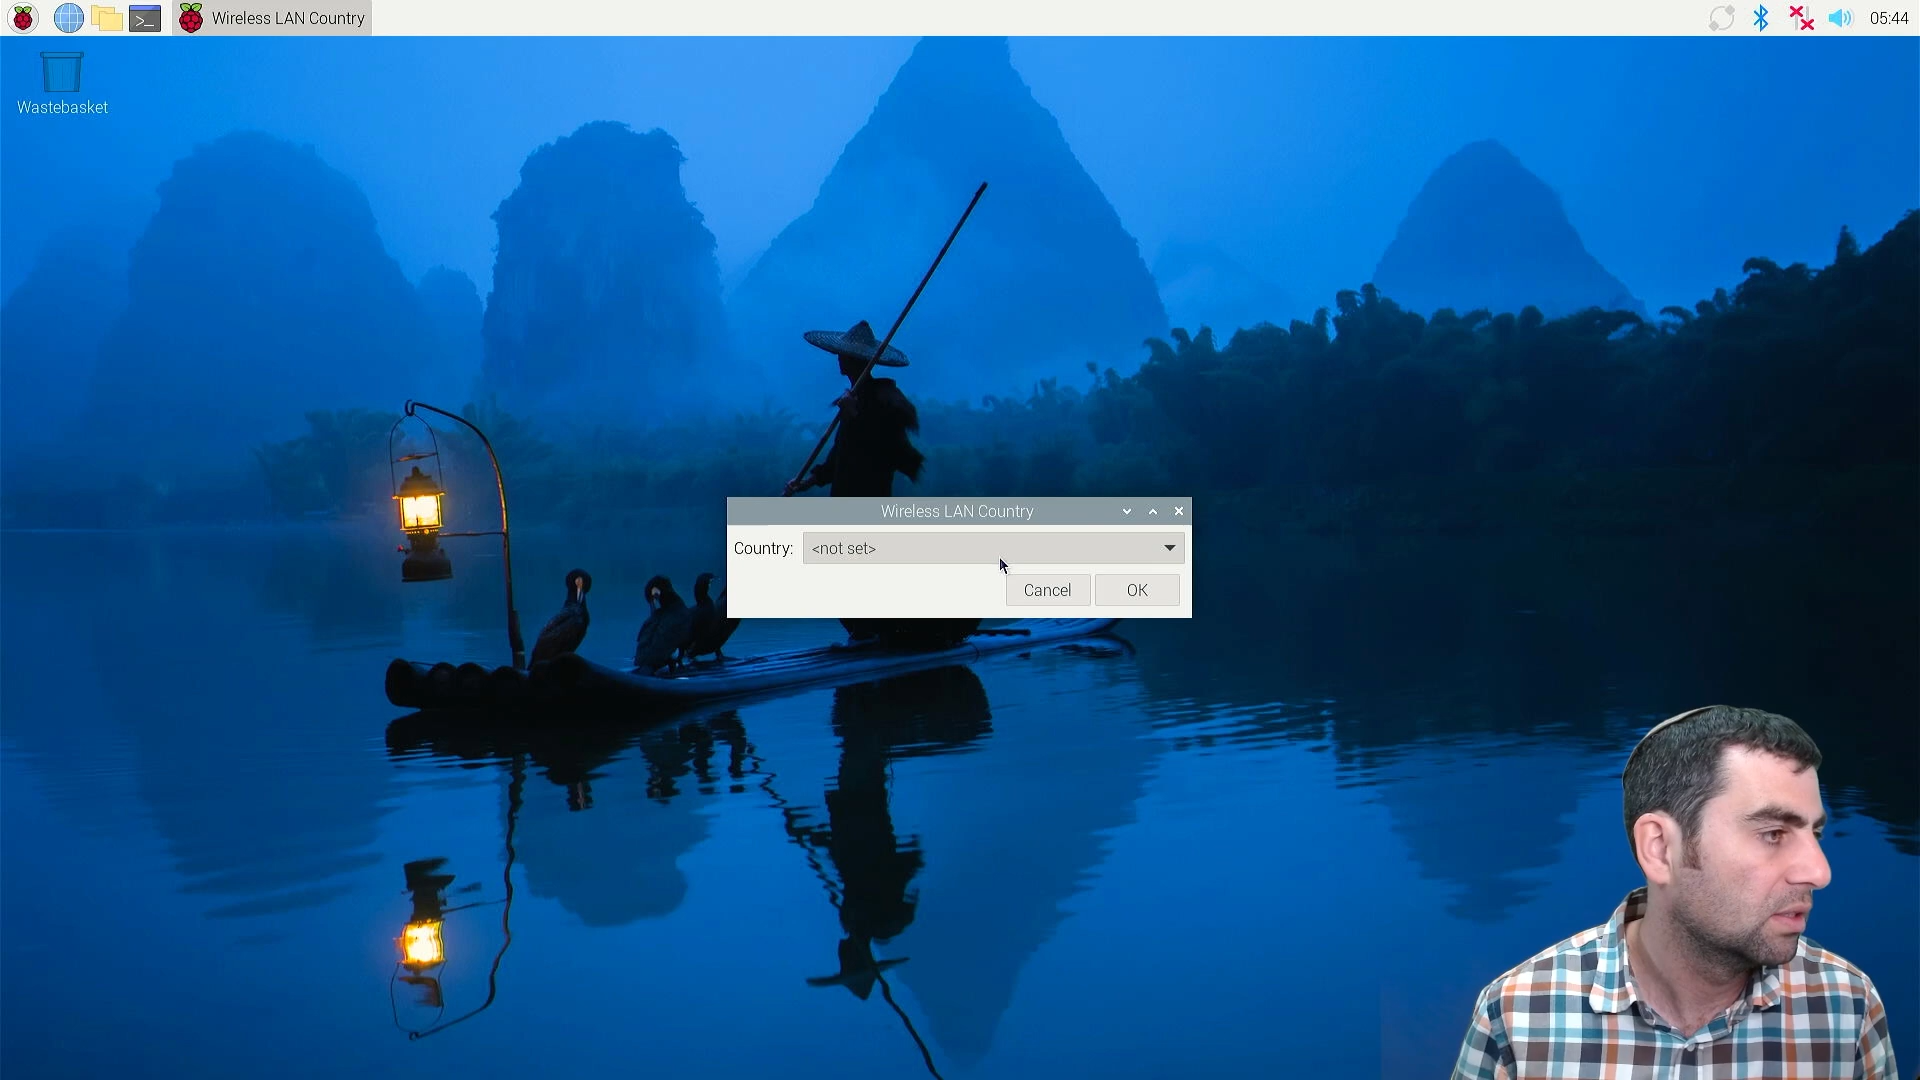 Wireless LAN Country
05:44
Wastebasket
Wireless LAN Country
Country: <not set>
Cancel OK